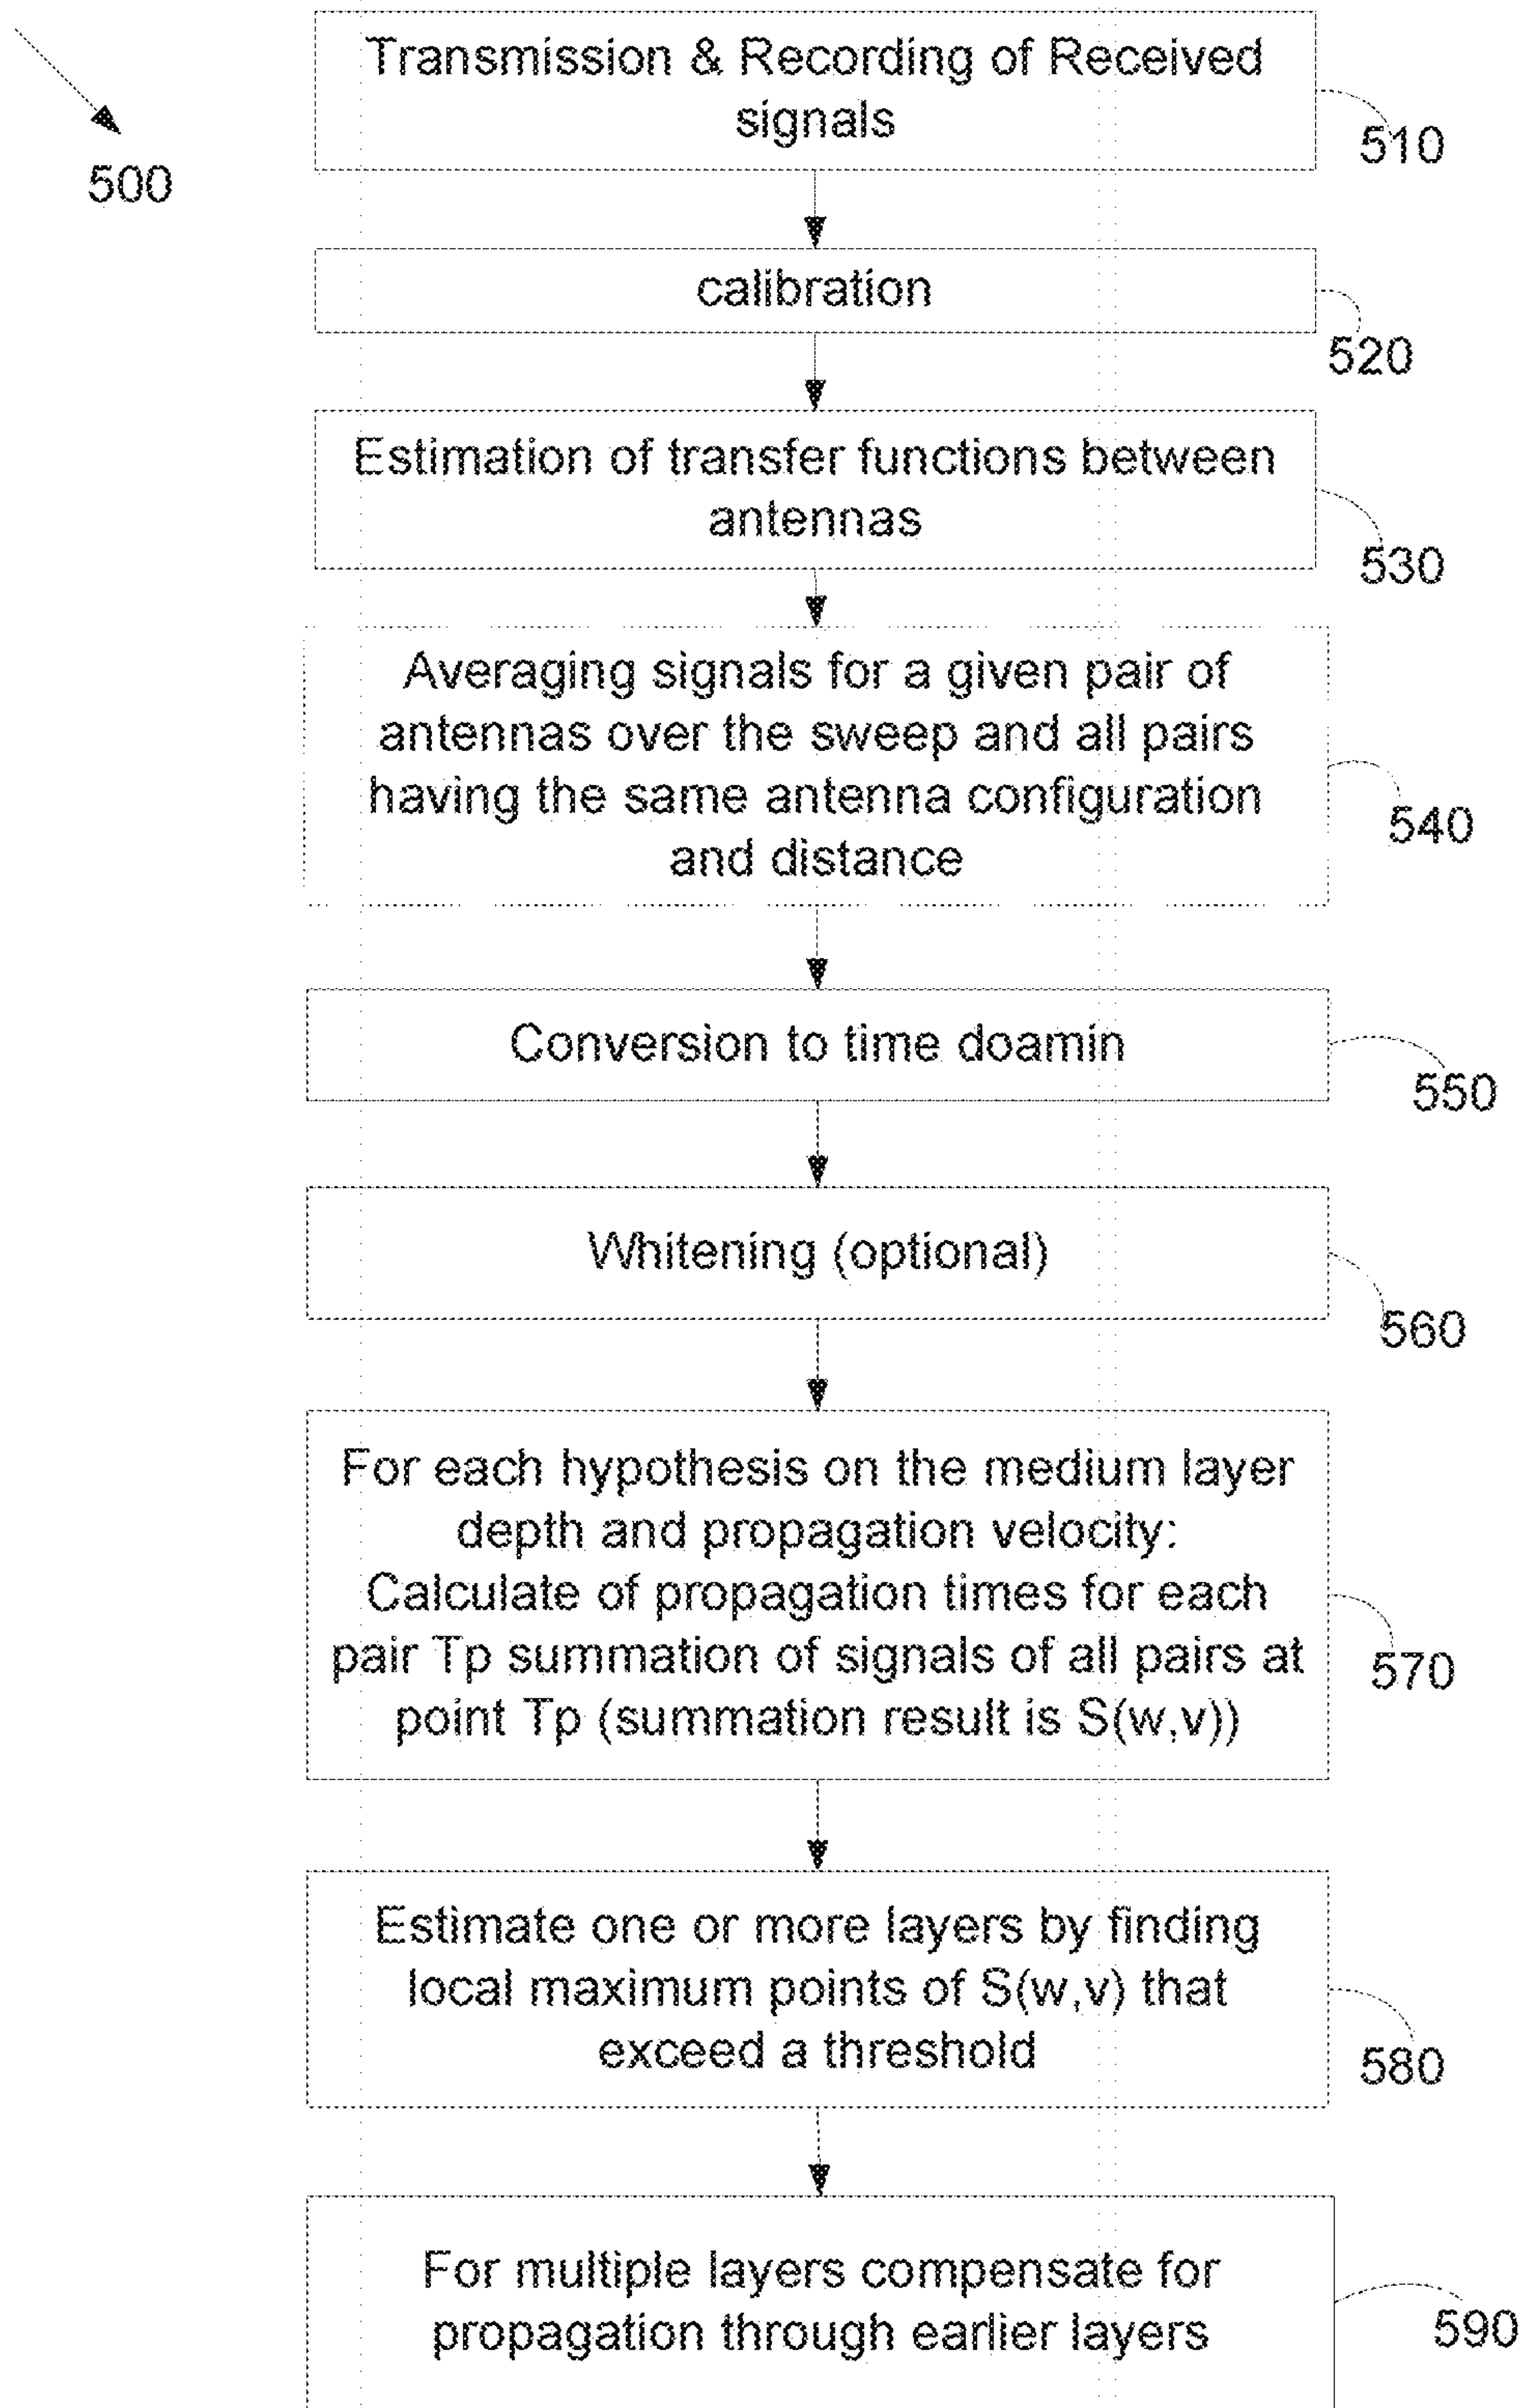 Transmission & Recording of Received
signals
510
500
calibration
520
Estimation of transfer functions between
antennas
530
Averaging signals for a given pair of
antennas over the sweep and all pairs
having the same antenna configuration
and distance
540
Conversion to time doamin
550
Whitening (optional)
560
For each hypothesis on the medium layer
depth and propagation velocity:
Calculate of propagation times for each
pair Tp summation of signals of all pairs at
point Tp (summation result is S(w,v))
570
Estimate one or more layers by finding
local maximum points of S(w,v) that
exceed a threshold
580
For multiple layers compensate for
propagation through earlier layers
590